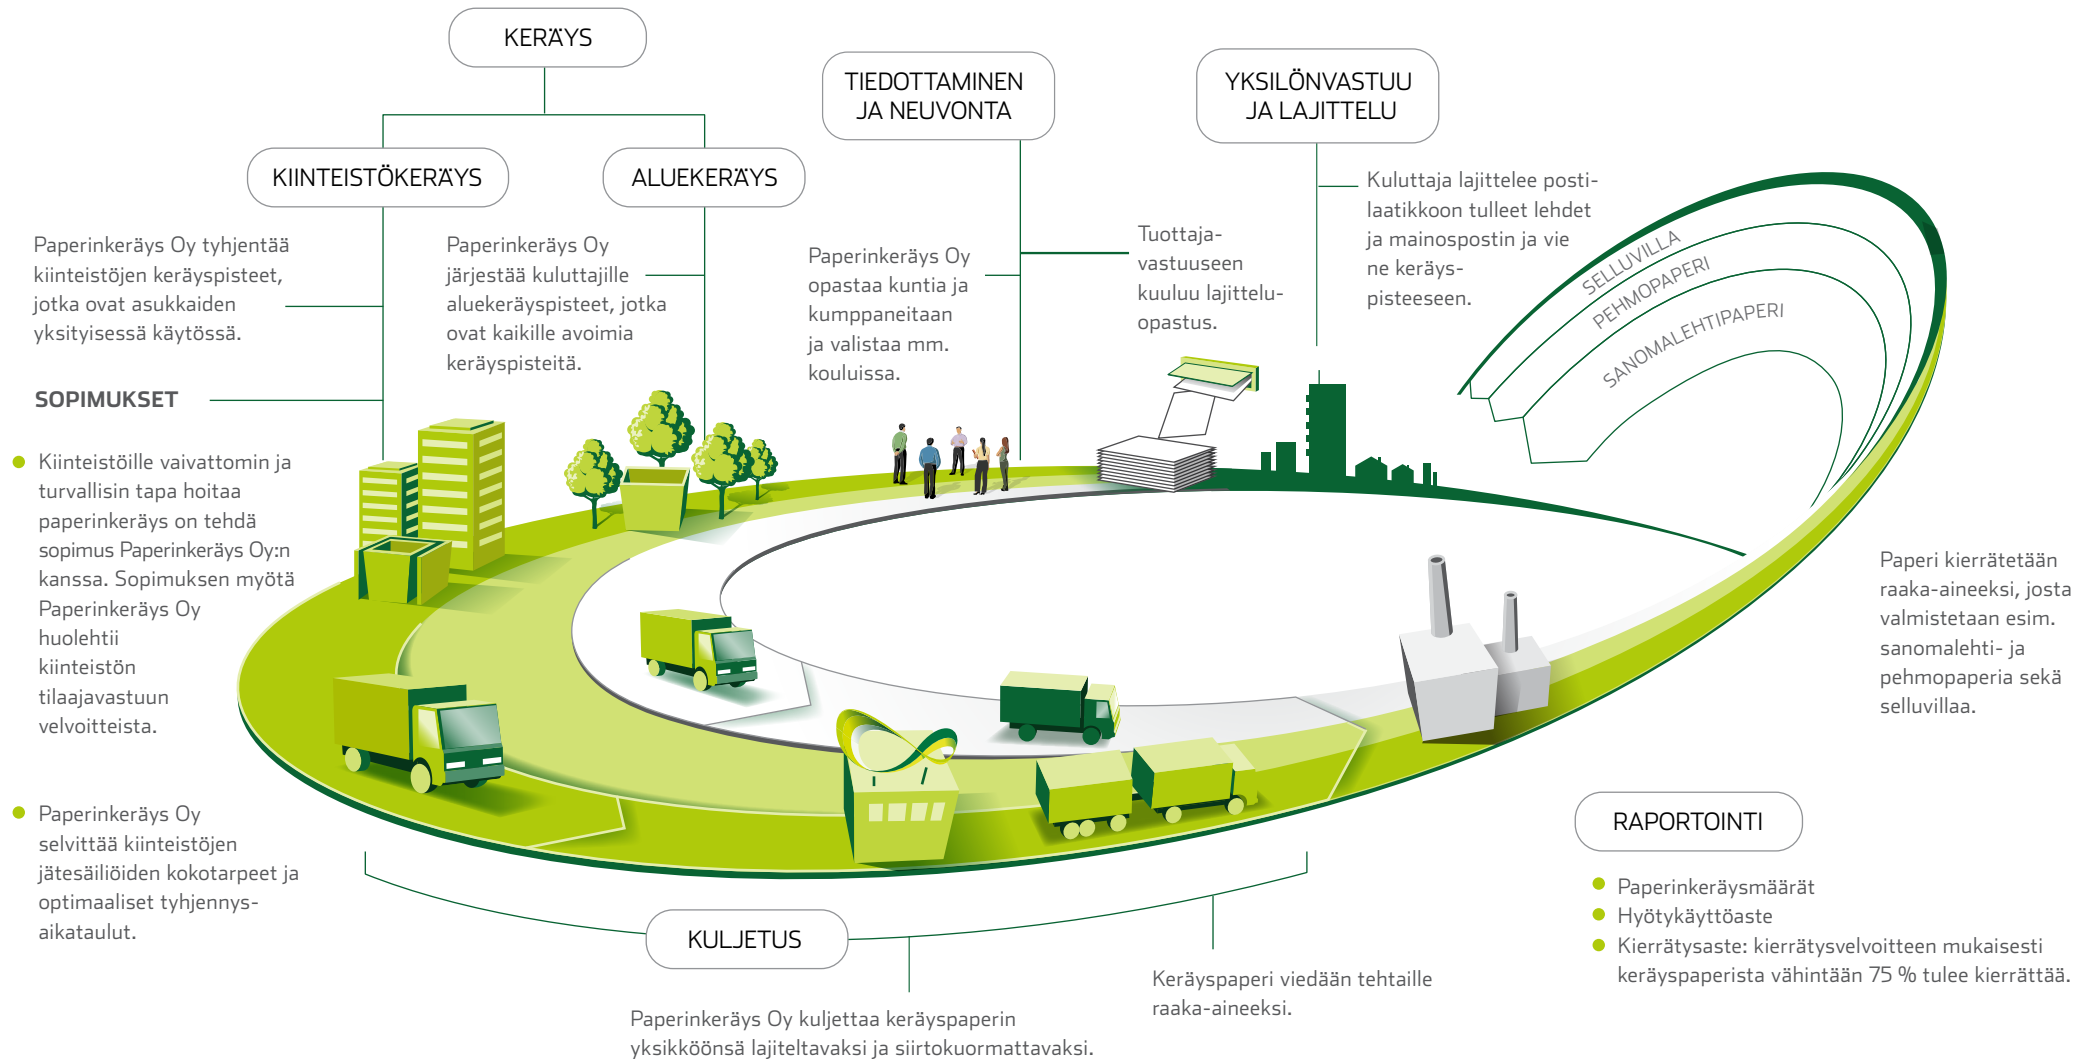 KERÄYS
KIINTEISTÖKERÄYS
Paperinkeräys Oy tyhjentää
kiinteistöjen keräyspisteet,
jotka ovat asukkaiden
yksityisessä käytössä.
SOPIMUKSET
Kiinteistöille vaivattomin ja
turvallisin tapa hoitaa
paperinkeräys on tehdä
sopimus Paperinkeräys Oy:n
kanssa. Sopimuksen myötä
Paperinkeräys Oy
huolehtii
kiinteistön
tilaajavastuun
velvoitteista.
Paperinkeräys Oy
selvittää kiinteistöjen
jätesäiliöiden kokotarpeet ja
optimaaliset tyhjennys-
aikataulut.
ALUEKERÄYS
Paperinkeräys Oy
järjestää kuluttajille
aluekeräyspisteet, jotka
ovat kaikille avoimia
keräyspisteitä.
TIEDOTTAMINEN
JA NEUVONTA
Paperinkeräys Oy
opastaa kuntia ja
kumppaneitaan
ja valistaa mm.
kouluissa.
Tuottaja-
vastuuseen
kuuluu lajittelu-
opastus.
YKSILÖNVASTUU
JA LAJITTELU
Kuluttaja lajittelee posti-
laatikkoon tulleet lehdet
ja mainospostin ja vie
ne keräys-
pisteeseen.
SELLUVILLA
PEHMOPAPERI
SANOMALEHTIPAPERI
Paperi kierrätetään
raaka-aineeksi, josta
valmistetaan esim.
sanomalehti- ja
pehmopaperia sekä
selluvillaa.
KULJETUS
Paperinkeräys Oy kuljettaa keräyspaperin
yksikköönsä lajiteltavaksi ja siirtokuormattavaksi.
Keräyspaperi viedään tehtaille
raaka-aineeksi.
RAPORTOINTI
Paperinkeräysmäärät
Hyötykäyttöaste
Kierrätysaste: kierrätysvelvoitteen mukaisesti
keräyspaperista vähintään 75 % tulee kierrättää.